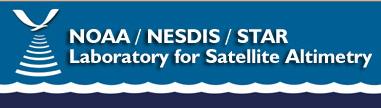 NOAA / NESDIS / STAR
Laboratory for Satellite Altimetry